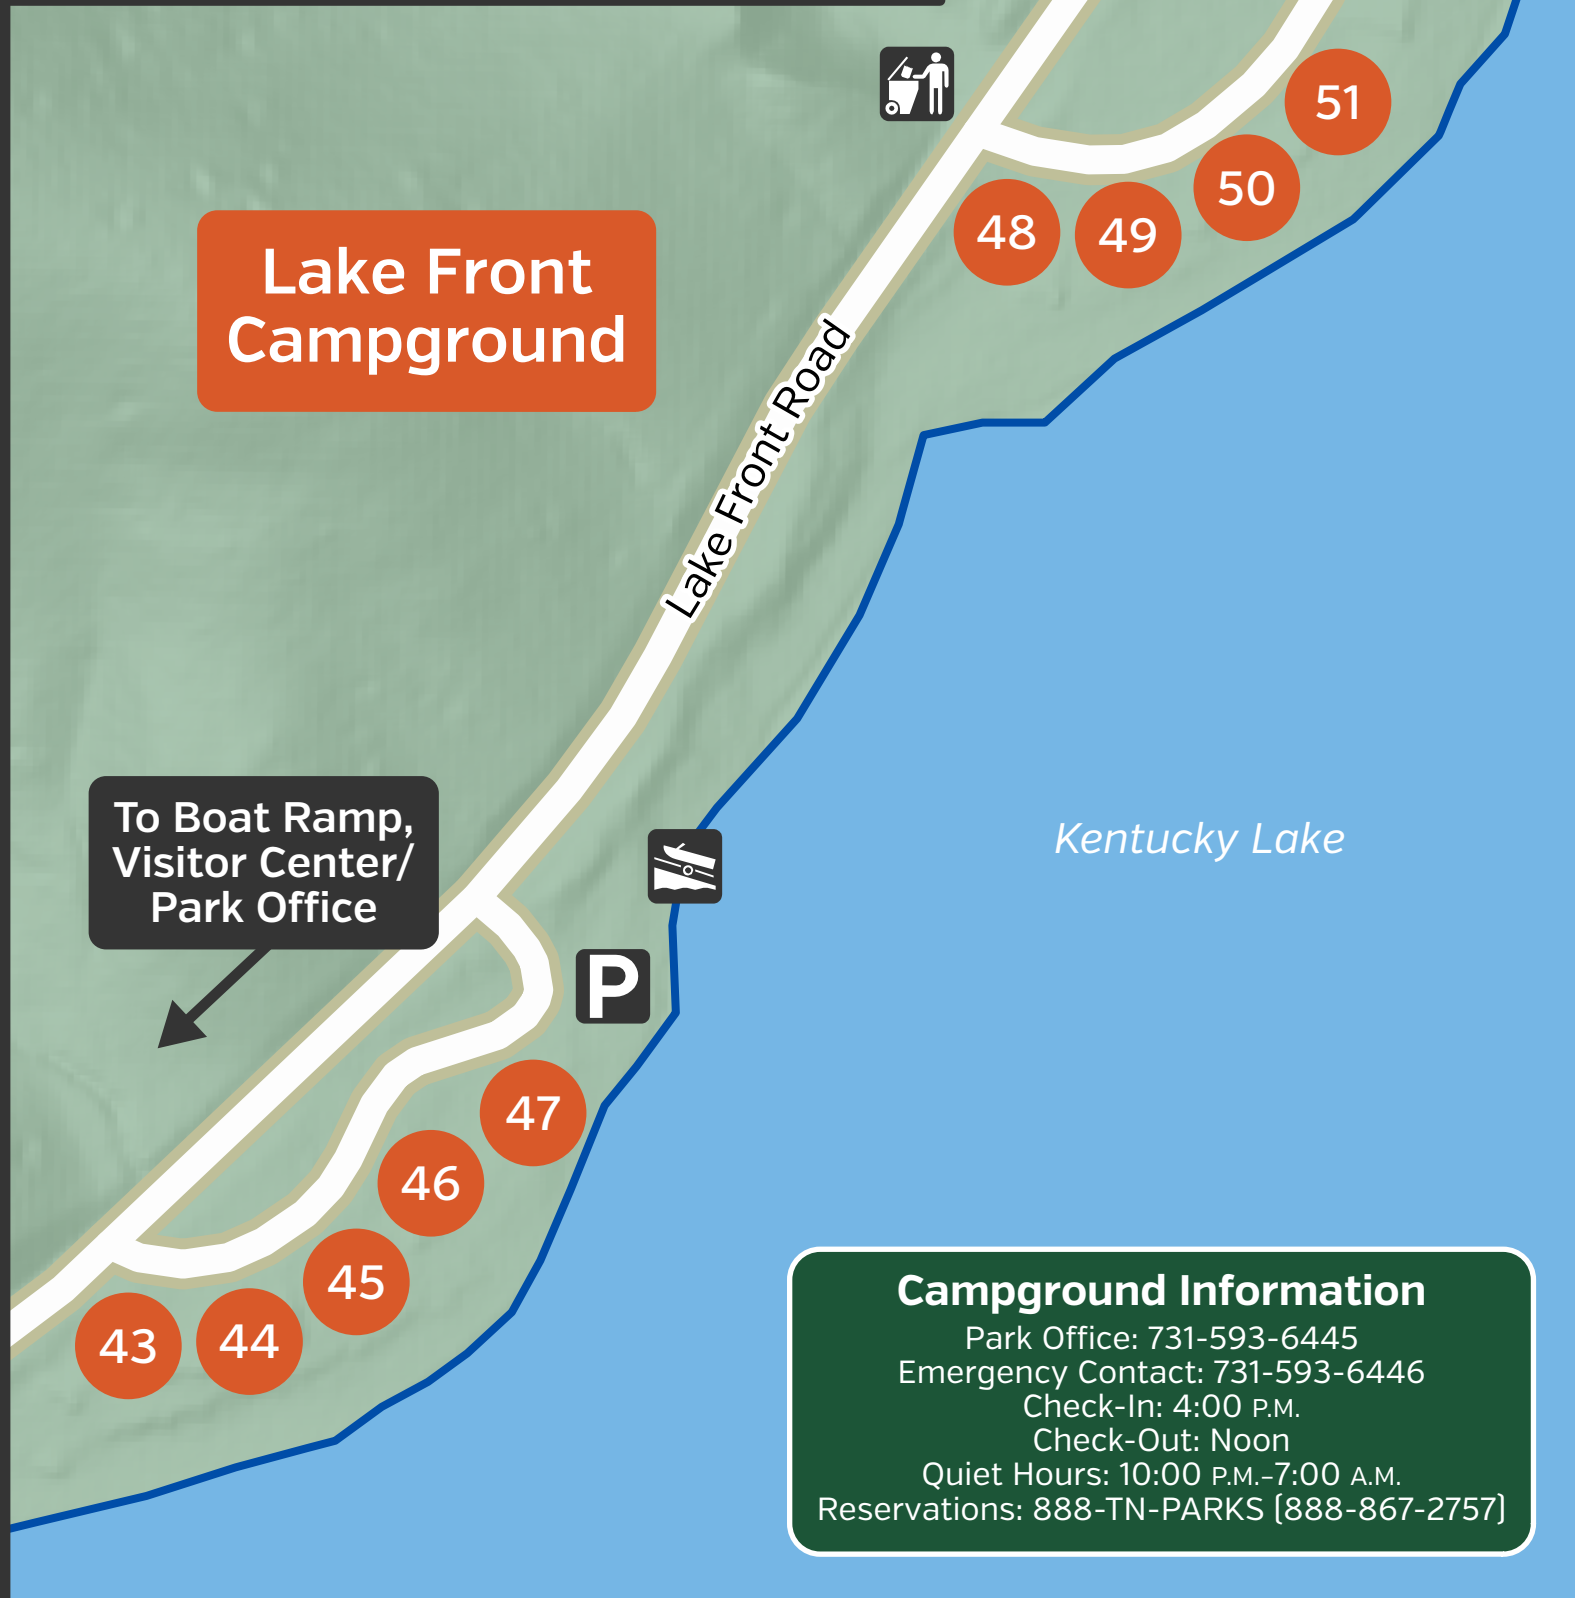 51
50
48
49
Lake Front
Campground
Lake Front Road
To Boat Ramp,
Visitor Center/
Park Office
Kentucky Lake
P
47
46
45
44
43
Campground Information
Park Office: 731-593-6445
Emergency Contact: 731-593-6446
Check-In: 4:00 P.M.
Check-Out: Noon
Quiet Hours: 10:00 P.M.–7:00 A.M.
Reservations: 888-TN-PARKS (888-867-2757)